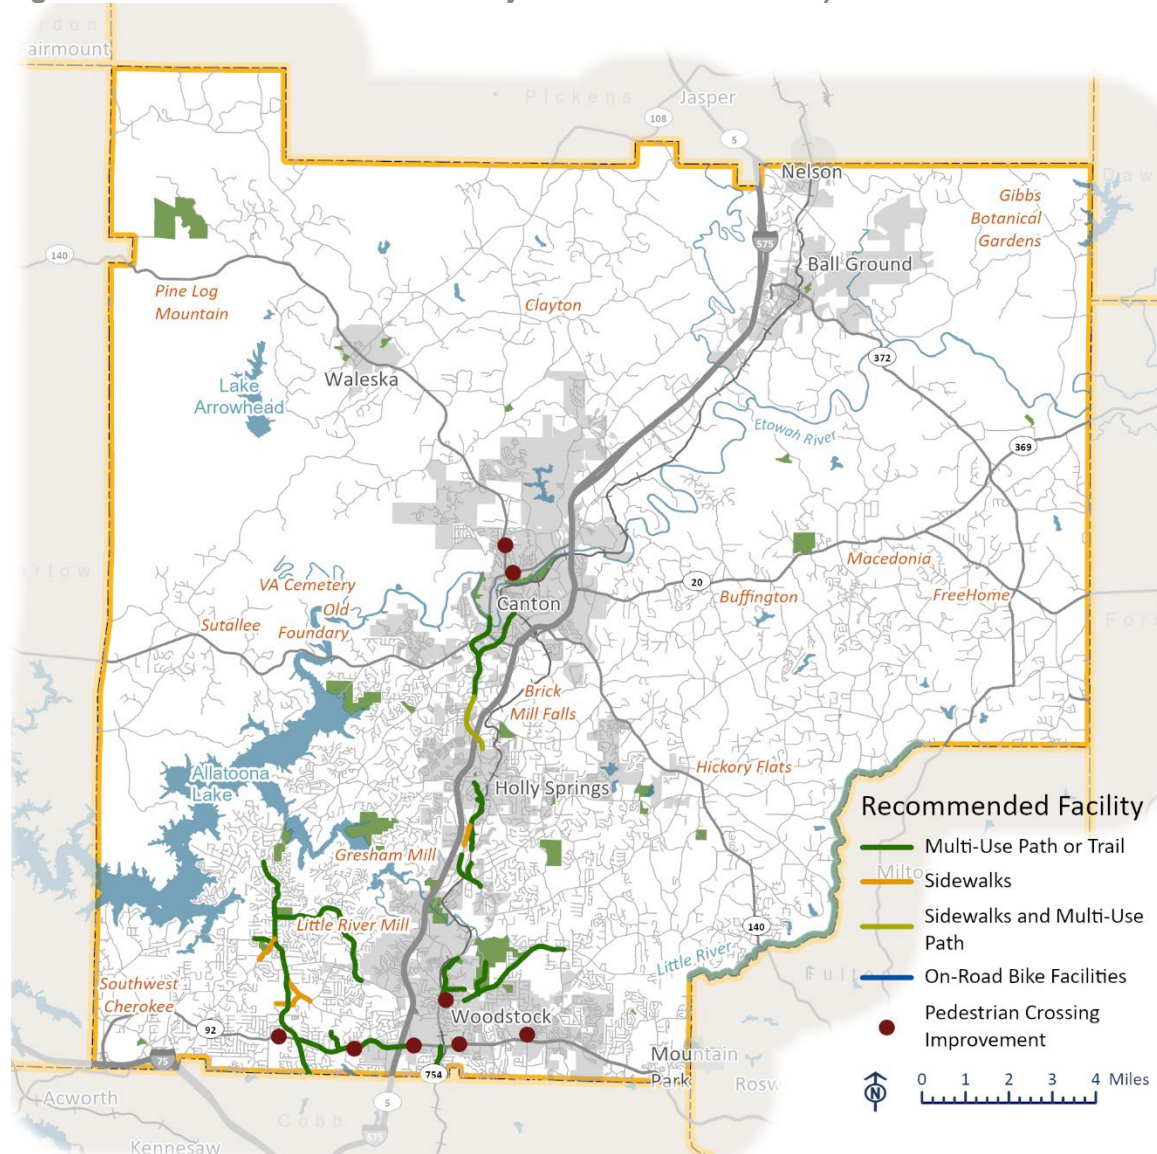 Fairmount
Pickens
Jasper
108
5
Nelson
575
Gibbs
Botanical
Gardens
140
Ball Ground
Pine Log
Mountain
Clayton
372
Waleska
Lake
Arrowhead
Etowah River
369
Macedonia
VA Cemetery
Old
Foundary
Sutallee
Canton
20
Buffington
FreeHome
Brick
Mill Falls
Hickory Flats
Allatoona
Lake
Holly Springs
Recommended Facility
Multi-Use Path or Trail
Gresham Mill
Sidewalks
Little River Mill
Sidewalks and Multi-Use
Path
140
Little River
On-Road Bike Facilities
Southwest
Cherokee
Woodstock
Pedestrian Crossing
Improvement
92
Mountain
Park
75
754
N
0 1 2 3 4 Miles
Acworth
5
Cobb
575
Kennesaw